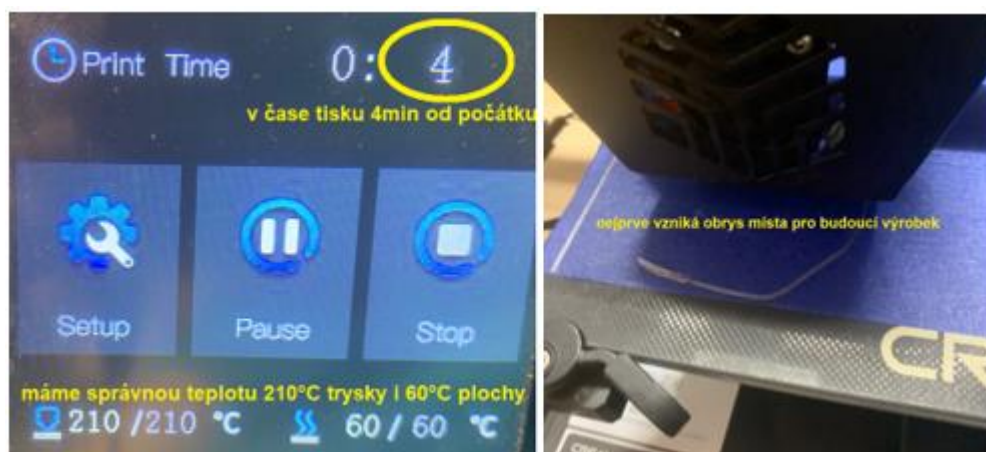 Print Time 0: 4
v čase tisku 4min od počátku
Setup Pause Stop
máme správnou teplotu 210°C trysky i 60°C plochy
210 /210 °C 60 / 60 °C
nejprve vzniká obrys místa pro budoucí výrobek
CR